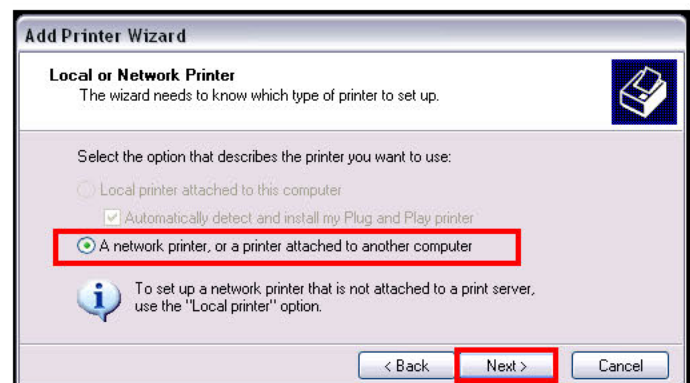 Add Printer Wizard
Local or Network Printer
The wizard needs to know which type of printer to set up.
Select the option that describes the printer you want to use:
Local printer attached to this computer
Automatically detect and install my Plug and Play printer
A network printer, or a printer attached to another computer
To set up a network printer that is not attached to a print server,
use the "Local printer" option.
< Back Next > Cancel